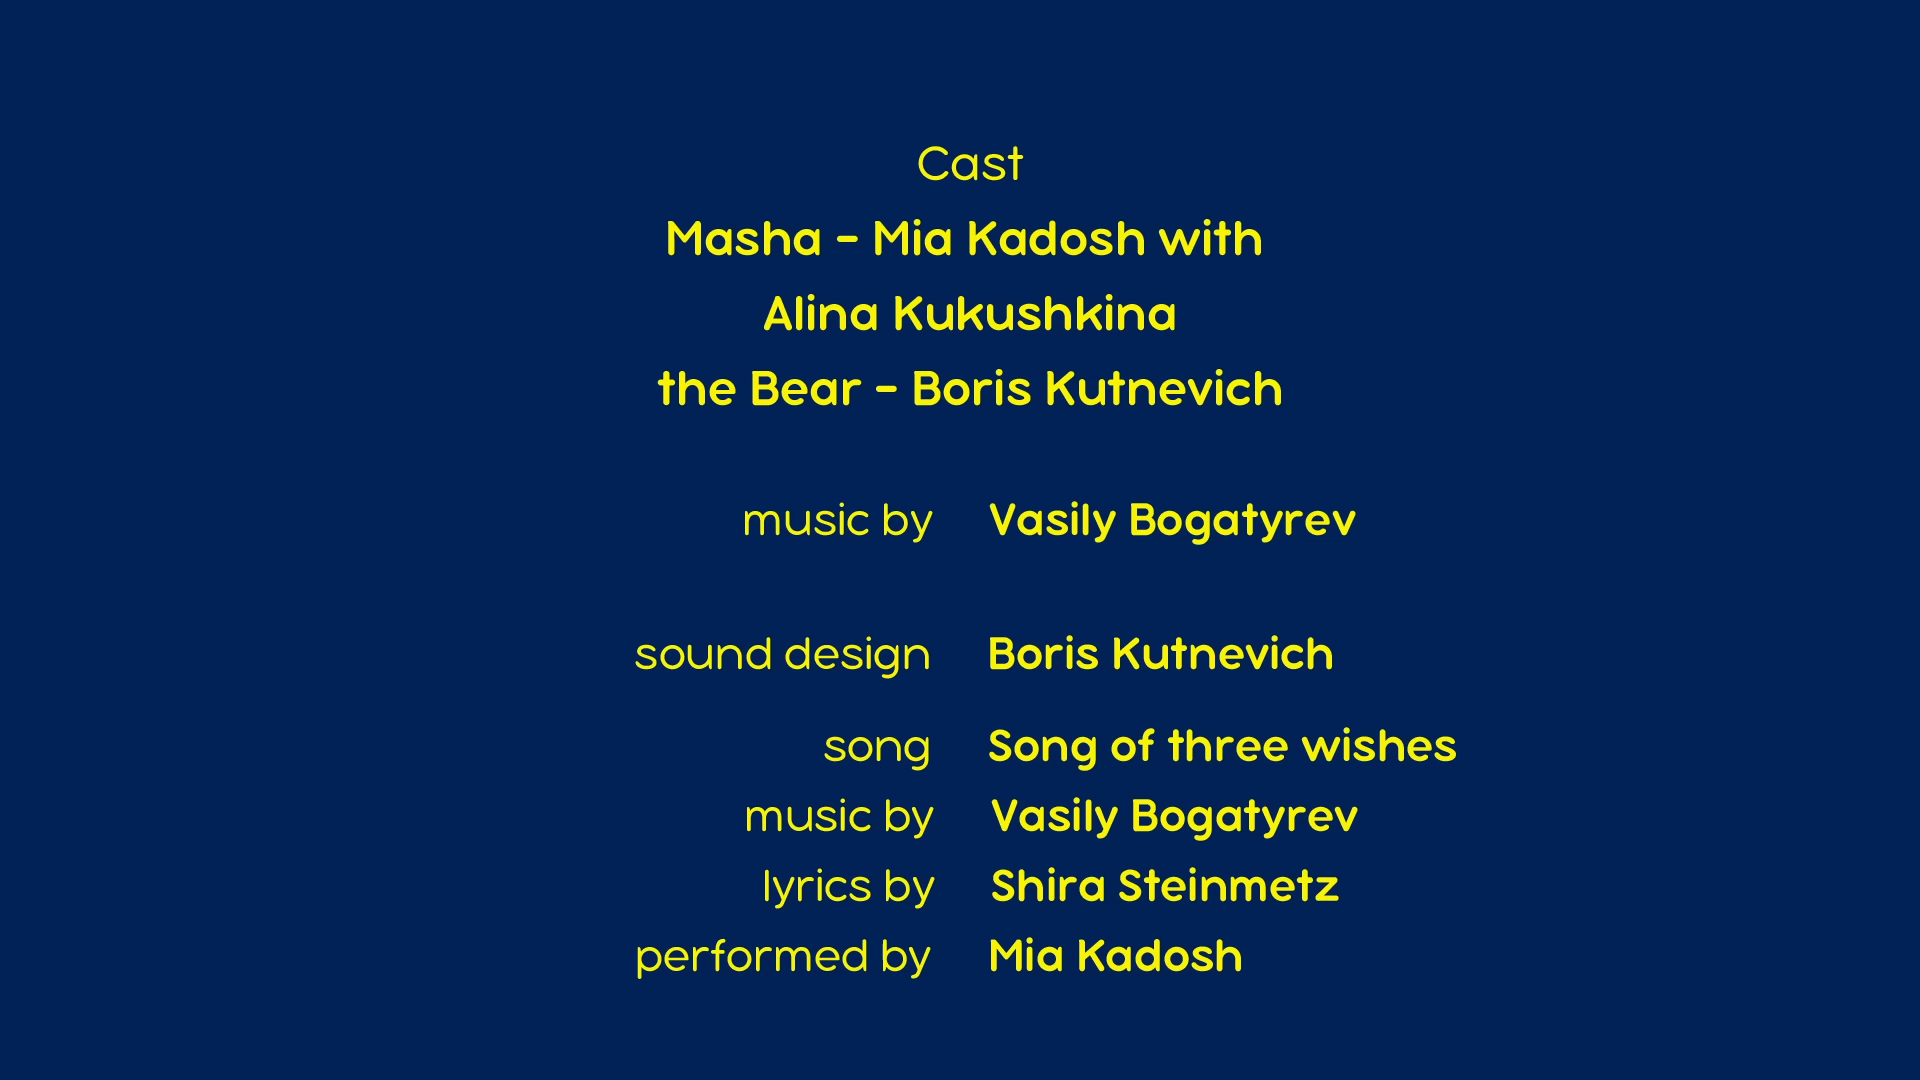 Cast
Masha - Mia Kadosh with
Alina Kukushkina
the Bear - Boris Kutnevich
music by Vasily Bogatyrev
sound design Boris Kutnevich
song Song of three wishes
music by Vasily Bogatyrev
lyrics by Shira Steinmetz
performed by Mia Kadosh